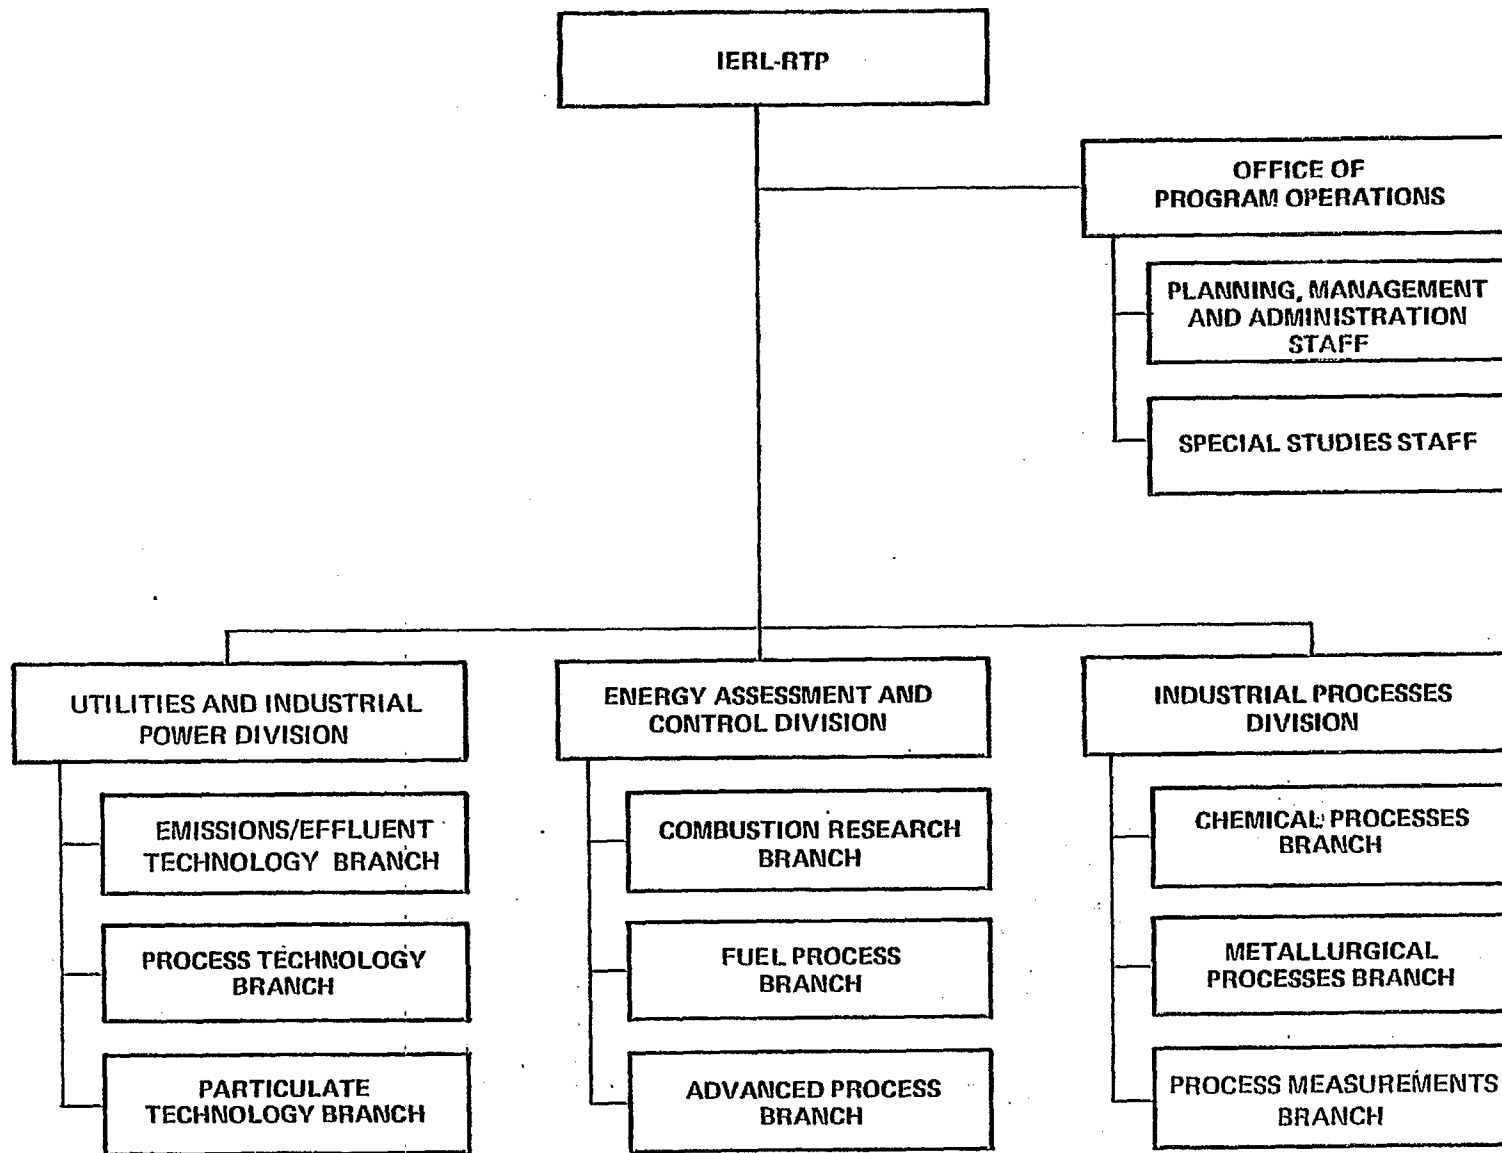 IERL-RTP
OFFICE OF
PROGRAM OPERATIONS
PLANNING, MANAGEMENT
AND ADMINISTRATION
STAFF
SPECIAL STUDIES STAFF
UTILITIES AND INDUSTRIAL
POWER DIVISION
EMISSIONS/EFFLUENT
TECHNOLOGY BRANCH
PROCESS TECHNOLOGY
BRANCH
PARTICULATE
TECHNOLOGY BRANCH
ENERGY ASSESSMENT AND
CONTROL DIVISION
COMBUSTION RESEARCH
BRANCH
FUEL PROCESS
BRANCH
ADVANCED PROCESS
BRANCH
INDUSTRIAL PROCESSES
DIVISION
CHEMICAL PROCESSES
BRANCH
METALLURGICAL
PROCESSES BRANCH
PROCESS MEASUREMENTS
BRANCH